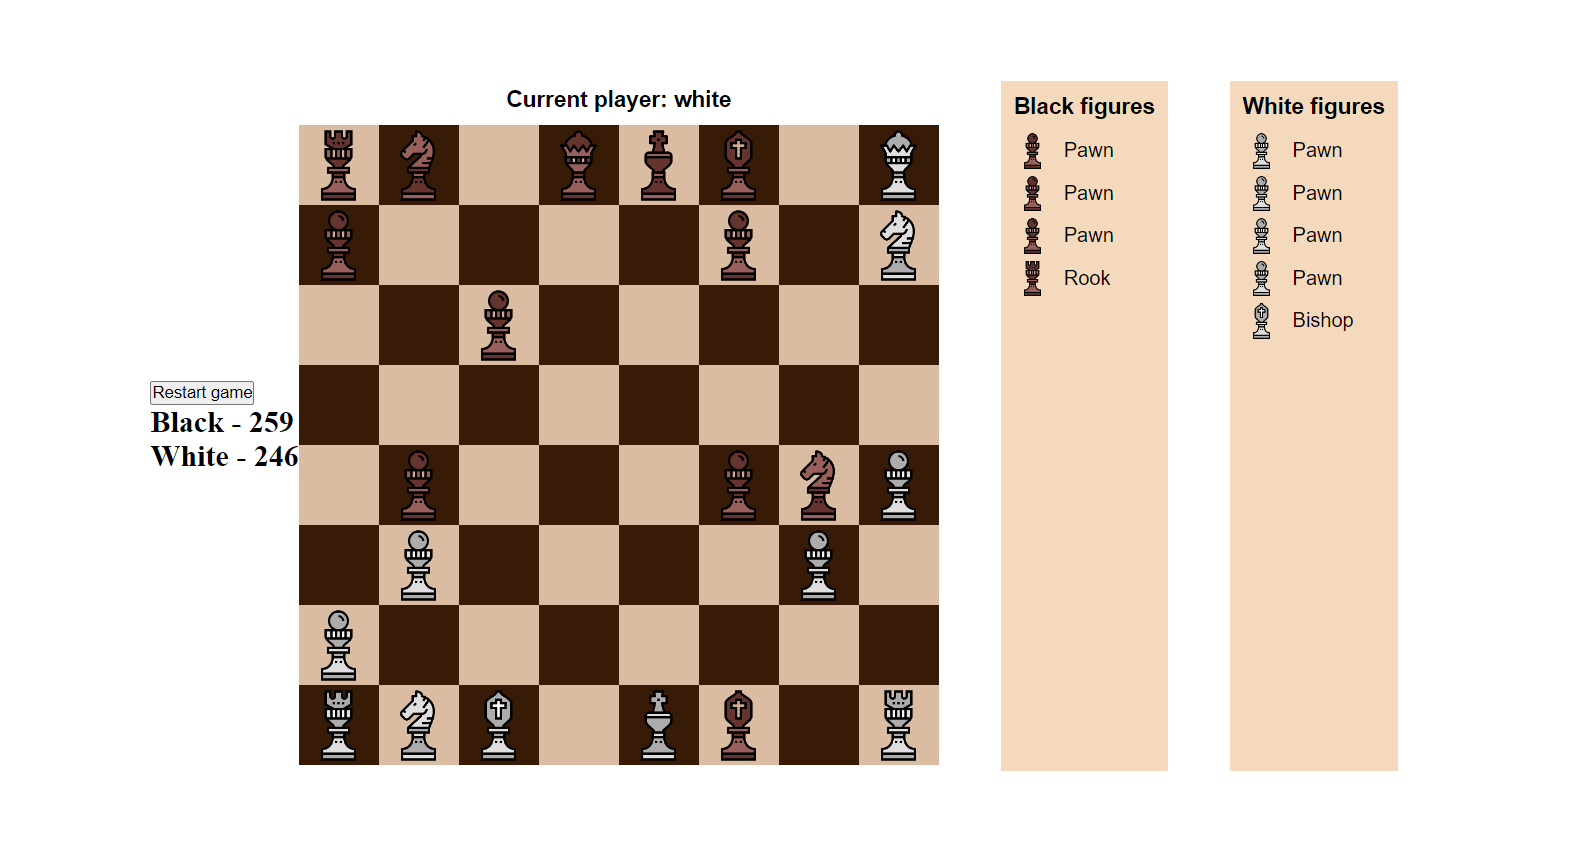 Current player: white
Restart game
Black - 259
White - 246
Black figures
Pawn
Pawn
Pawn
Rook
White figures
Pawn
Pawn
Pawn
Pawn
Bishop